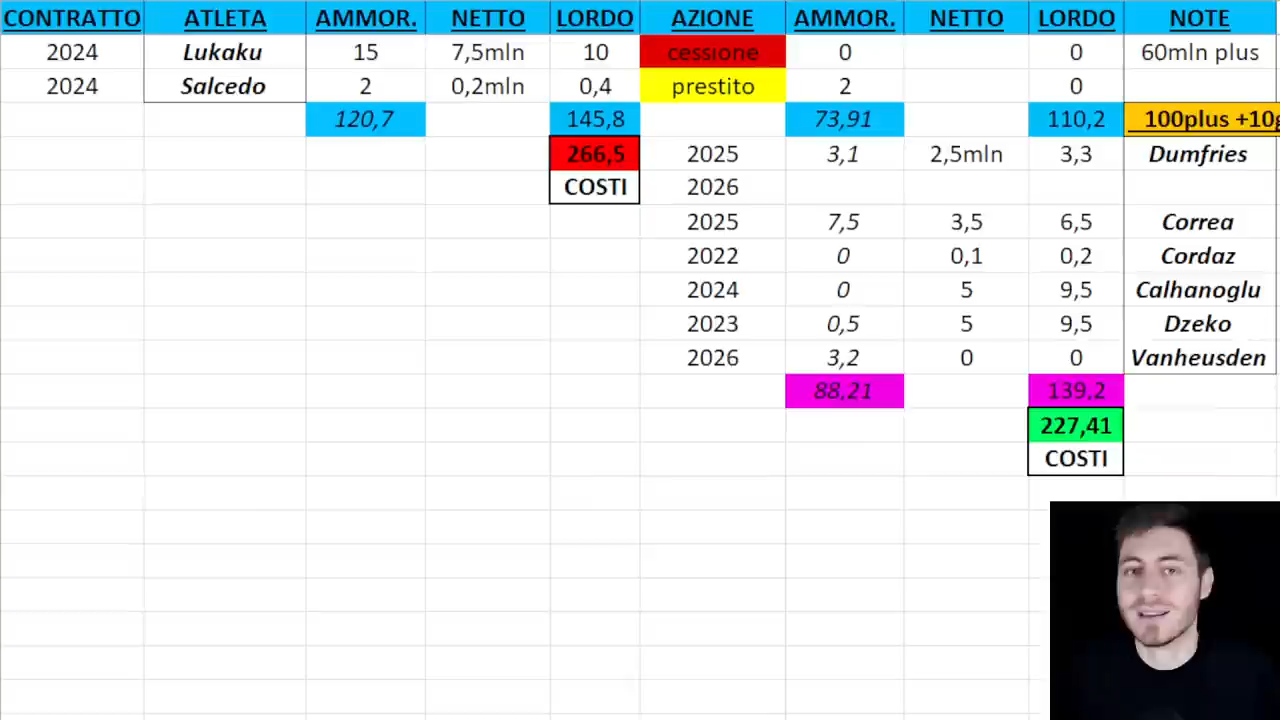 CONTRATTO ATLETA AMMOR. NETTO LORDO AZIONE AMMOR. NETTO LORDO NOTE
2024 Lukaku 15 7,5mln 10 cessione 0 0 60mln plus
2024 Salcedo 2 0,2mln 0,4 prestito 2 0
120,7 145,8 73,91 110,2 100plus +10g
266,5 2025 3,1 2,5mln 3,3 Dumfries
COSTI 2026
2025 7,5 3,5 6,5 Correa
2022 0 0,1 0,2 Cordaz
2024 0 5 9,5 Calhanoglu
2023 0,5 5 9,5 Dzeko
2026 3,2 0 0 Vanheusden
88,21 139,2
227,41
COSTI